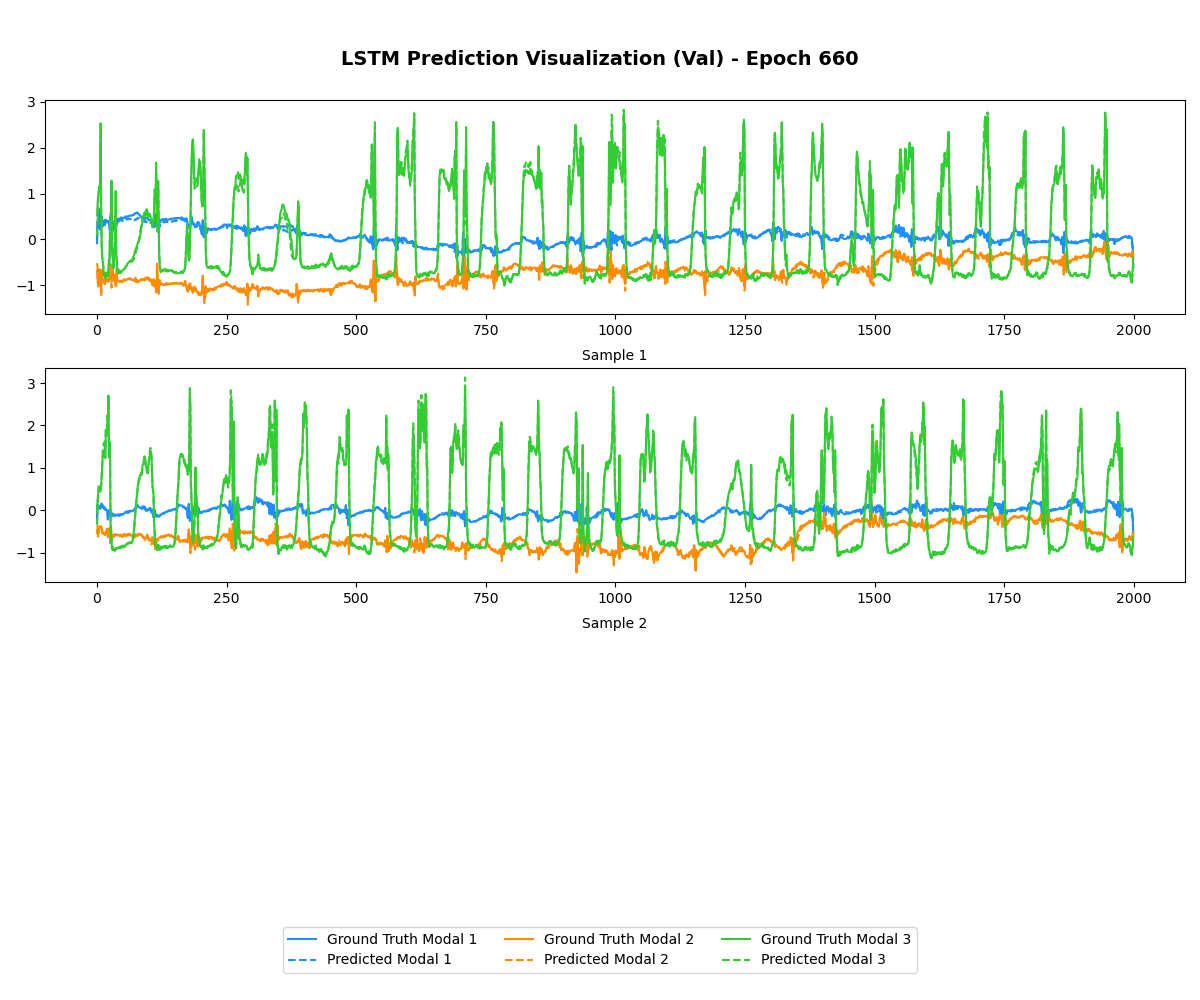 LSTM Prediction Visualization (Val) - Epoch 660
3
2
1
0
−1
0 250 500 750 1000 1250 1500 1750 2000
Sample 1
3
2
1
0
−1
0 250 500 750 1000 1250 1500 1750 2000
Sample 2
Ground Truth Modal 1 Ground Truth Modal 2 Ground Truth Modal 3
Predicted Modal 1 Predicted Modal 2 Predicted Modal 3